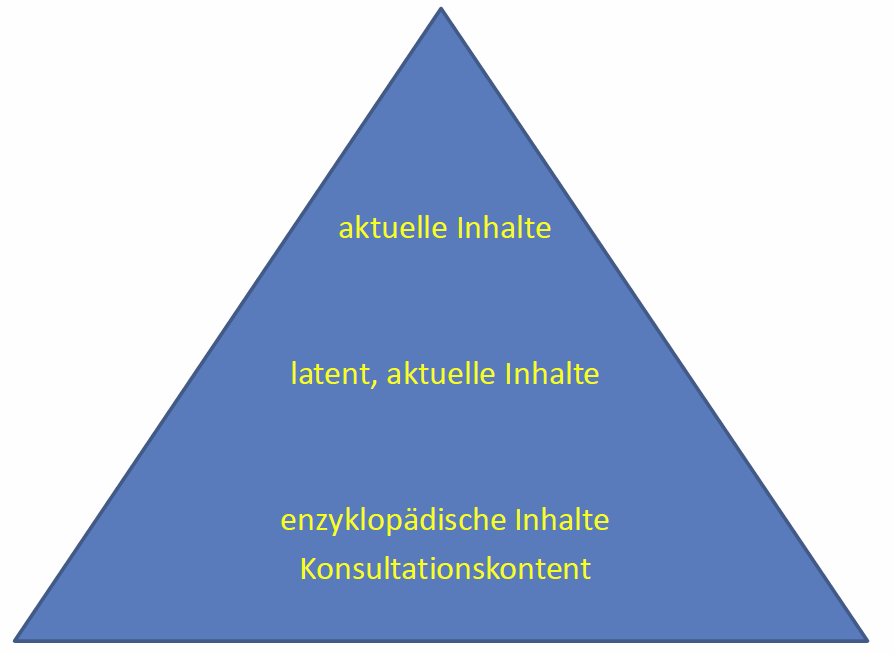 aktuelle Inhalte
latent, aktuelle Inhalte
enzyklopädische Inhalte
Konsultationskontent